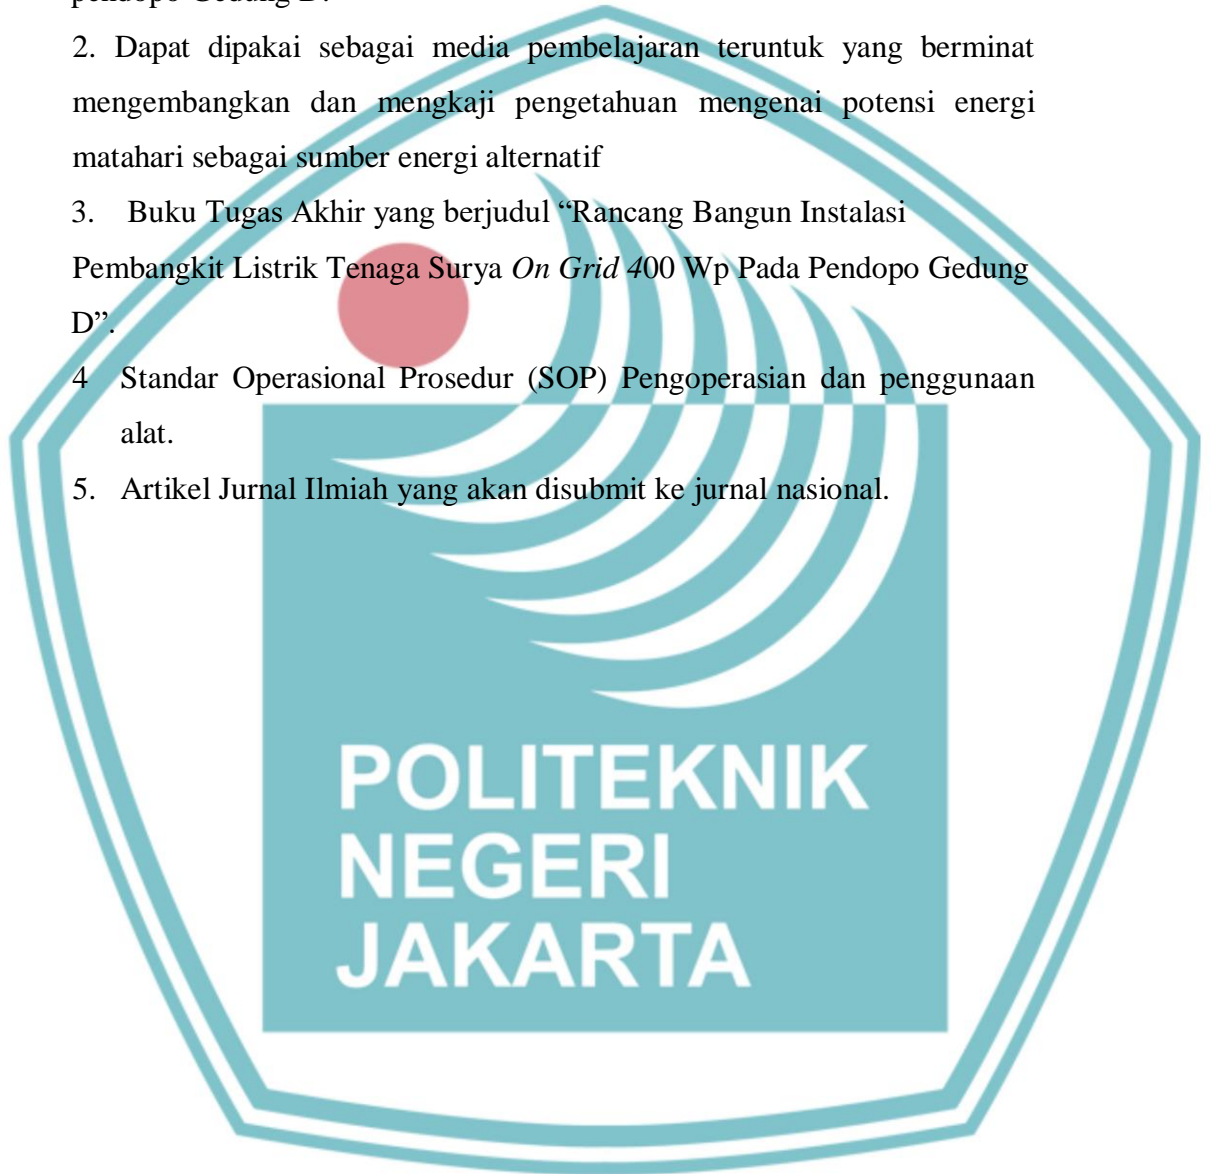 pendopo Gedung D.
2. Dapat dipakai sebagai media pembelajaran teruntuk yang berminat
mengembangkan dan mengkaji pengetahuan mengenai potensi energi
matahari sebagai sumber energi alternatif
3. Buku Tugas Akhir yang berjudul “Rancang Bangun Instalasi
Pembangkit Listrik Tenaga Surya On Grid 400 Wp Pada Pendopo Gedung
D”.
4 Standar Operasional Prosedur (SOP) Pengoperasian dan penggunaan
alat.
5. Artikel Jurnal Ilmiah yang akan disubmit ke jurnal nasional.
POLITEKNIK
NEGERI
JAKARTA